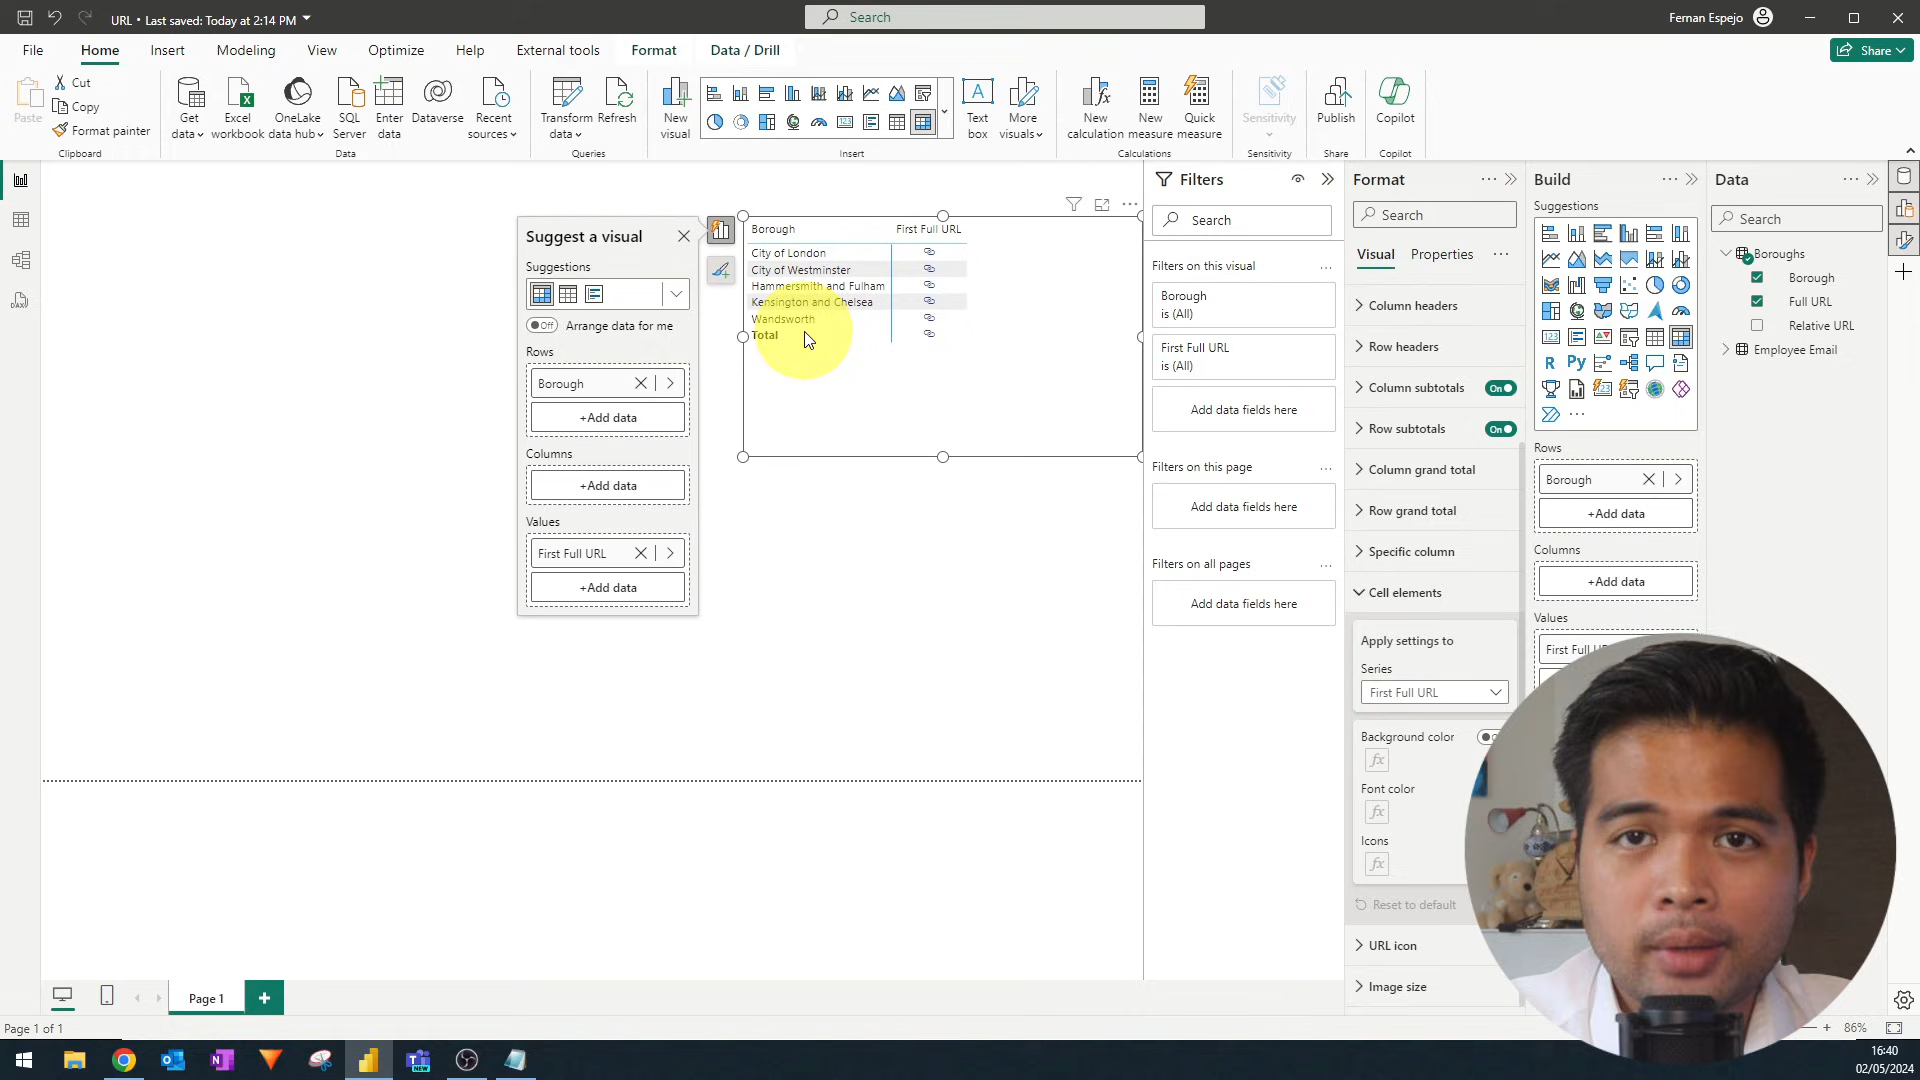 URL • Last saved: Today at 2:14 PM
Search
Fernan Espejo
File
Home
Insert
Modeling
View
Optimize
Help
External tools
Format
Data / Drill
Share
Paste
Cut
Copy
Format painter
Clipboard
Get data
Excel workbook
OneLake data hub
SQL Server
Enter data
Dataverse
Recent sources
Data
Transform data
Refresh
Queries
New visual
Text box
More visuals
Insert
New calculation
New measure
Quick measure
Calculations
Sensitivity
Sensitivity
Publish
Share
Copilot
Copilot
Suggest a visual
Suggestions
Off
Arrange data for me
Rows
Borough
+Add data
Columns
+Add data
Values
First Full URL
+Add data
Borough First Full URL
City of London
City of Westminster
Hammersmith and Fulham
Kensington and Chelsea
Wandsworth
Total
Filters
Search
Filters on this visual
Borough
is (All)
First Full URL
is (All)
Add data fields here
Filters on this page
Add data fields here
Filters on all pages
Add data fields here
Format
Search
Visual
Properties
Column headers
Row headers
Column subtotals
On
Row subtotals
On
Column grand total
Row grand total
Specific column
Cell elements
Apply settings to
Series
First Full URL
Background color
fx
Font color
fx
Icons
fx
Reset to default
URL icon
Image size
Build
Suggestions
R
Py
Rows
Borough
+Add data
Columns
+Add data
Values
Data
Search
Boroughs
Borough
Full URL
Relative URL
Employee Email
Page 1
Page 1 of 1
86%
16:40
02/05/2024